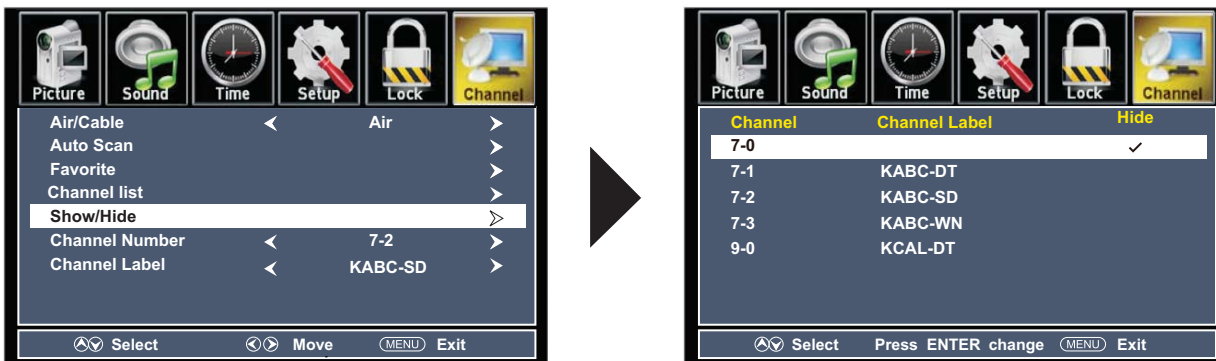 Picture Sound Time Setup Lock Channel
Air/Cable Air
Auto Scan
Favorite
Channel list
Show/Hide
Channel Number 7-2
Channel Label KABC-SD
Select Move MENU Exit
Picture Sound Time Setup Lock Channel
Channel Channel Label Hide
7-0
7-1 KABC-DT
7-2 KABC-SD
7-3 KABC-WN
9-0 KCAL-DT
Select Press ENTER change MENU Exit